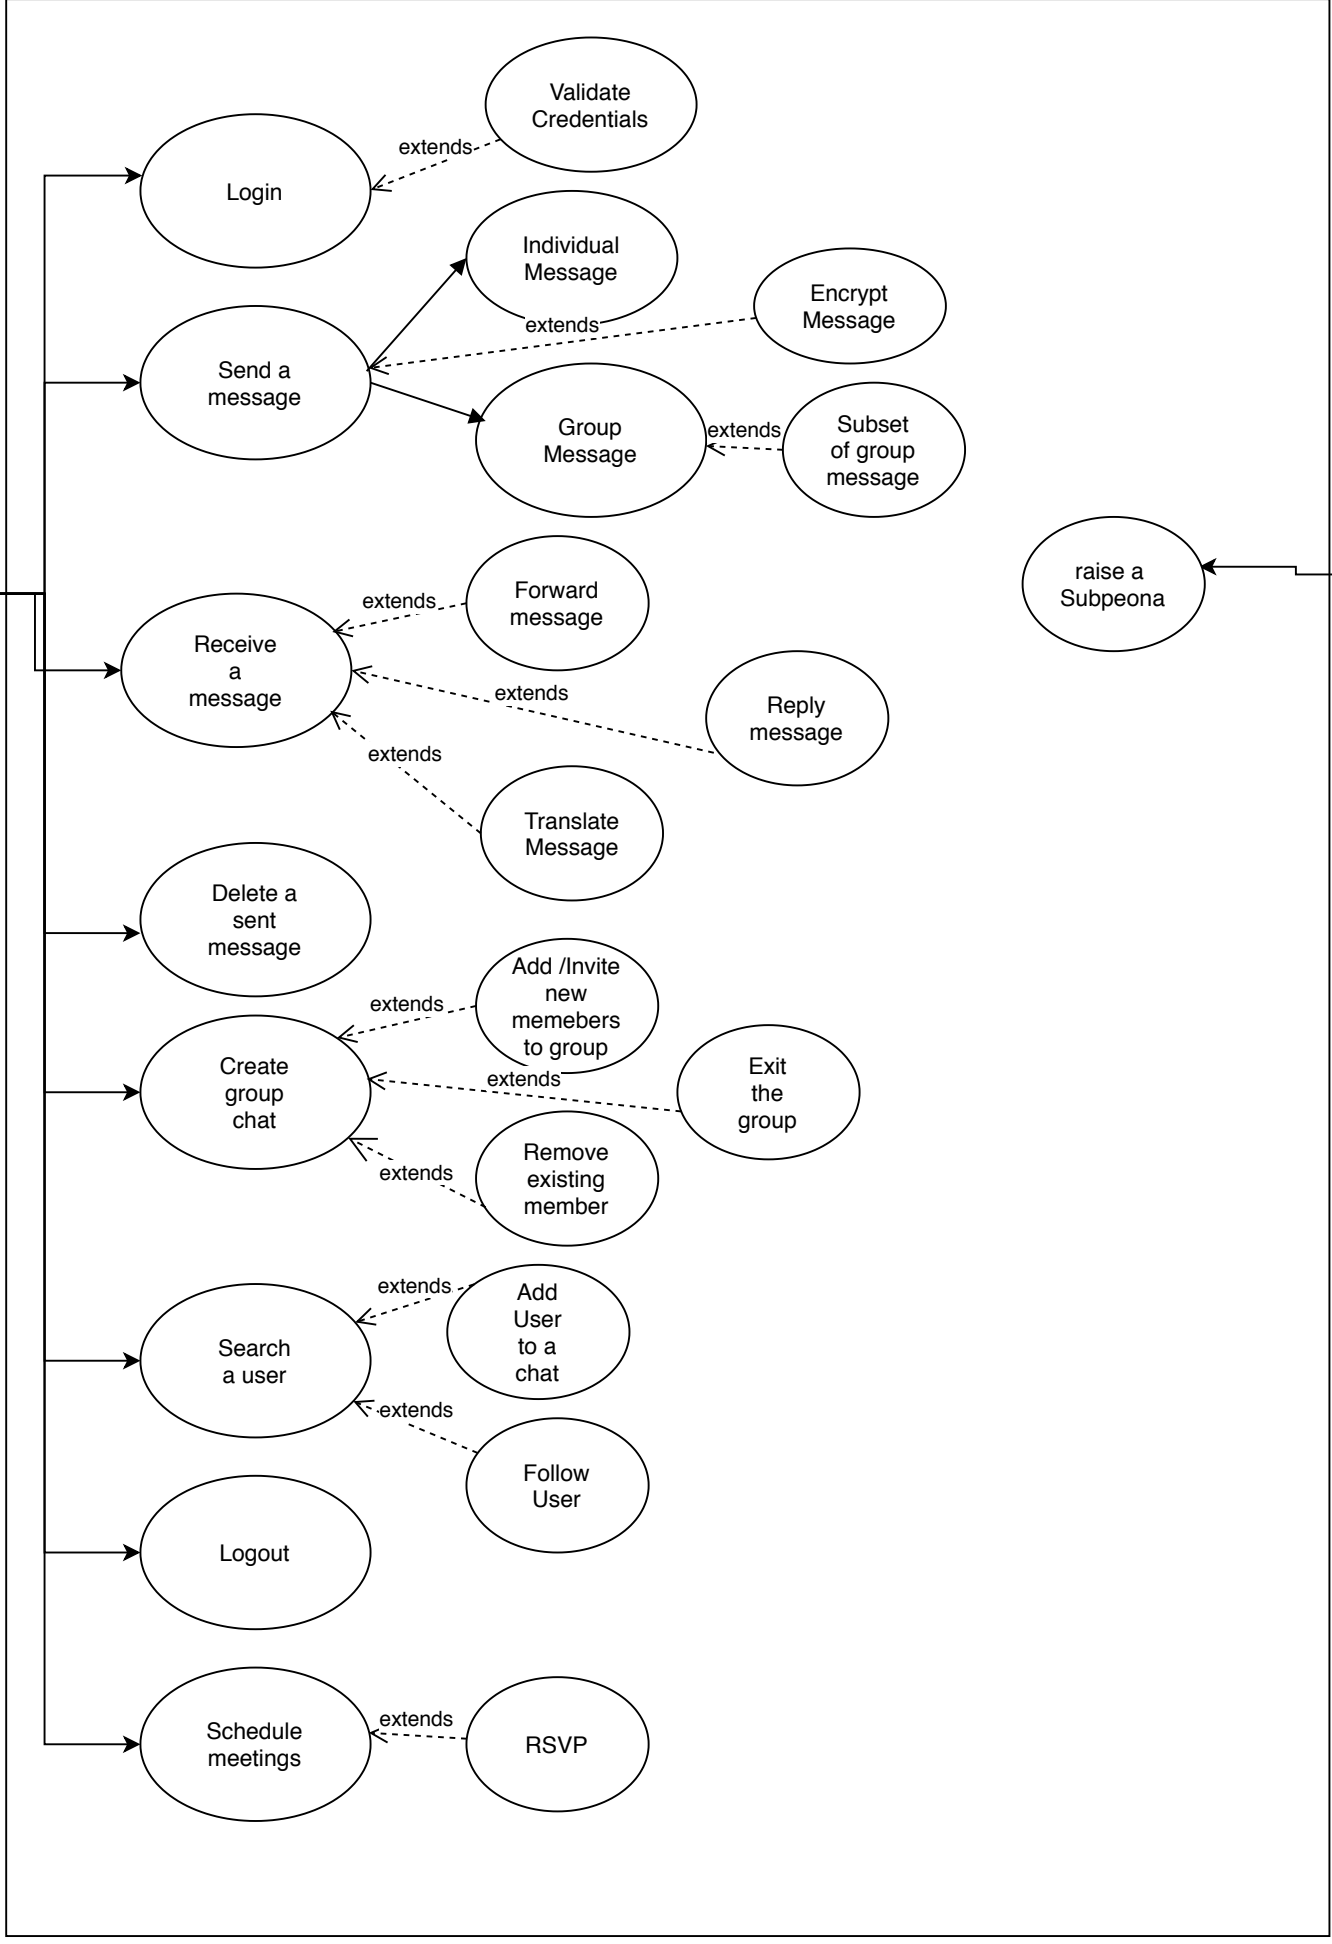 Validate
Credentials
extends
Login
Individual
Message
Encrypt
Message
extends
Send a
message
Group
Message
extends
Subset
of group
message
raise a
Subpeona
Forward
message
extends
Receive
a
message
extends
Reply
message
extends
Translate
Message
Delete a
sent
message
Add /Invite
new
memebers
to group
extends
Create
group
chat
extends
Exit
the
group
extends
Remove
existing
member
extends
Add
User
to a
chat
Search
a user
extends
Follow
User
Logout
Schedule
meetings
extends
RSVP